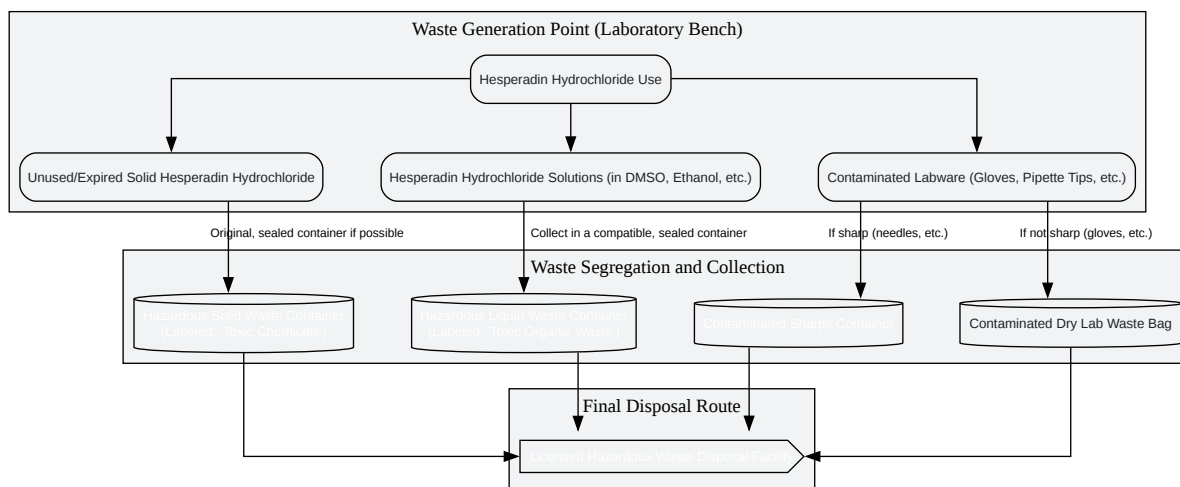 Waste Generation Point (Laboratory Bench)
Hesperadin Hydrochloride Use
Unused/Expired Solid Hesperadin Hydrochloride
Hesperadin Hydrochloride Solutions (in DMSO, Ethanol, etc.)
Contaminated Labware (Gloves, Pipette Tips, etc.)
Original, sealed container if possible
Collect in a compatible, sealed container
If sharp (needles, etc.)
If not sharp (gloves, etc.)
Waste Segregation and Collection
Hazardous Solid Waste Container
(Labeled: 'Toxic Chemicals')
Hazardous Liquid Waste Container
(Labeled: 'Toxic Organic Waste')
Contaminated Sharps Container
Contaminated Dry Lab Waste Bag
Final Disposal Route
Licensed Hazardous Waste Disposal Facility